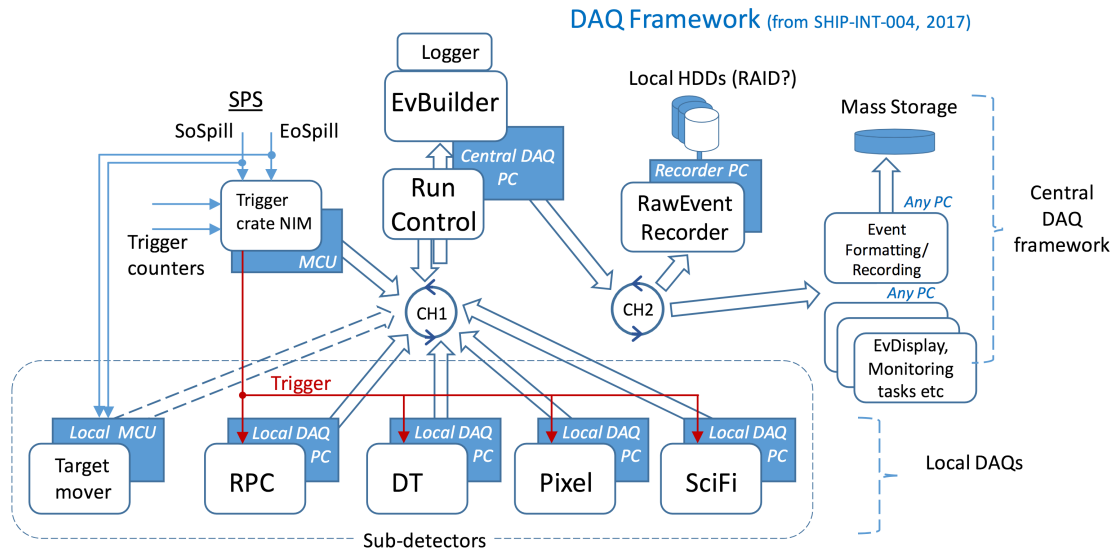 DAQ Framework (from SHIP-INT-004, 2017)
Logger
EvBuilder
Central DAQ
PC
Run
Control
SPS
SoSpill
EoSpill
Trigger
crate NIM
MCU
Trigger
counters
Local HDDs (RAID?)
Recorder PC
RawEvent
Recorder
Mass Storage
Any PC
Event
Formatting/
Recording
Any PC
EvDisplay,
Monitoring
tasks etc
Central
DAQ
framework
CH1
CH2
Trigger
Local MCU
Target
mover
Local DAQ
PC
RPC
Local DAQ
PC
DT
Local DAQ
PC
Pixel
Local DAQ
PC
SciFi
Local DAQs
Sub-detectors